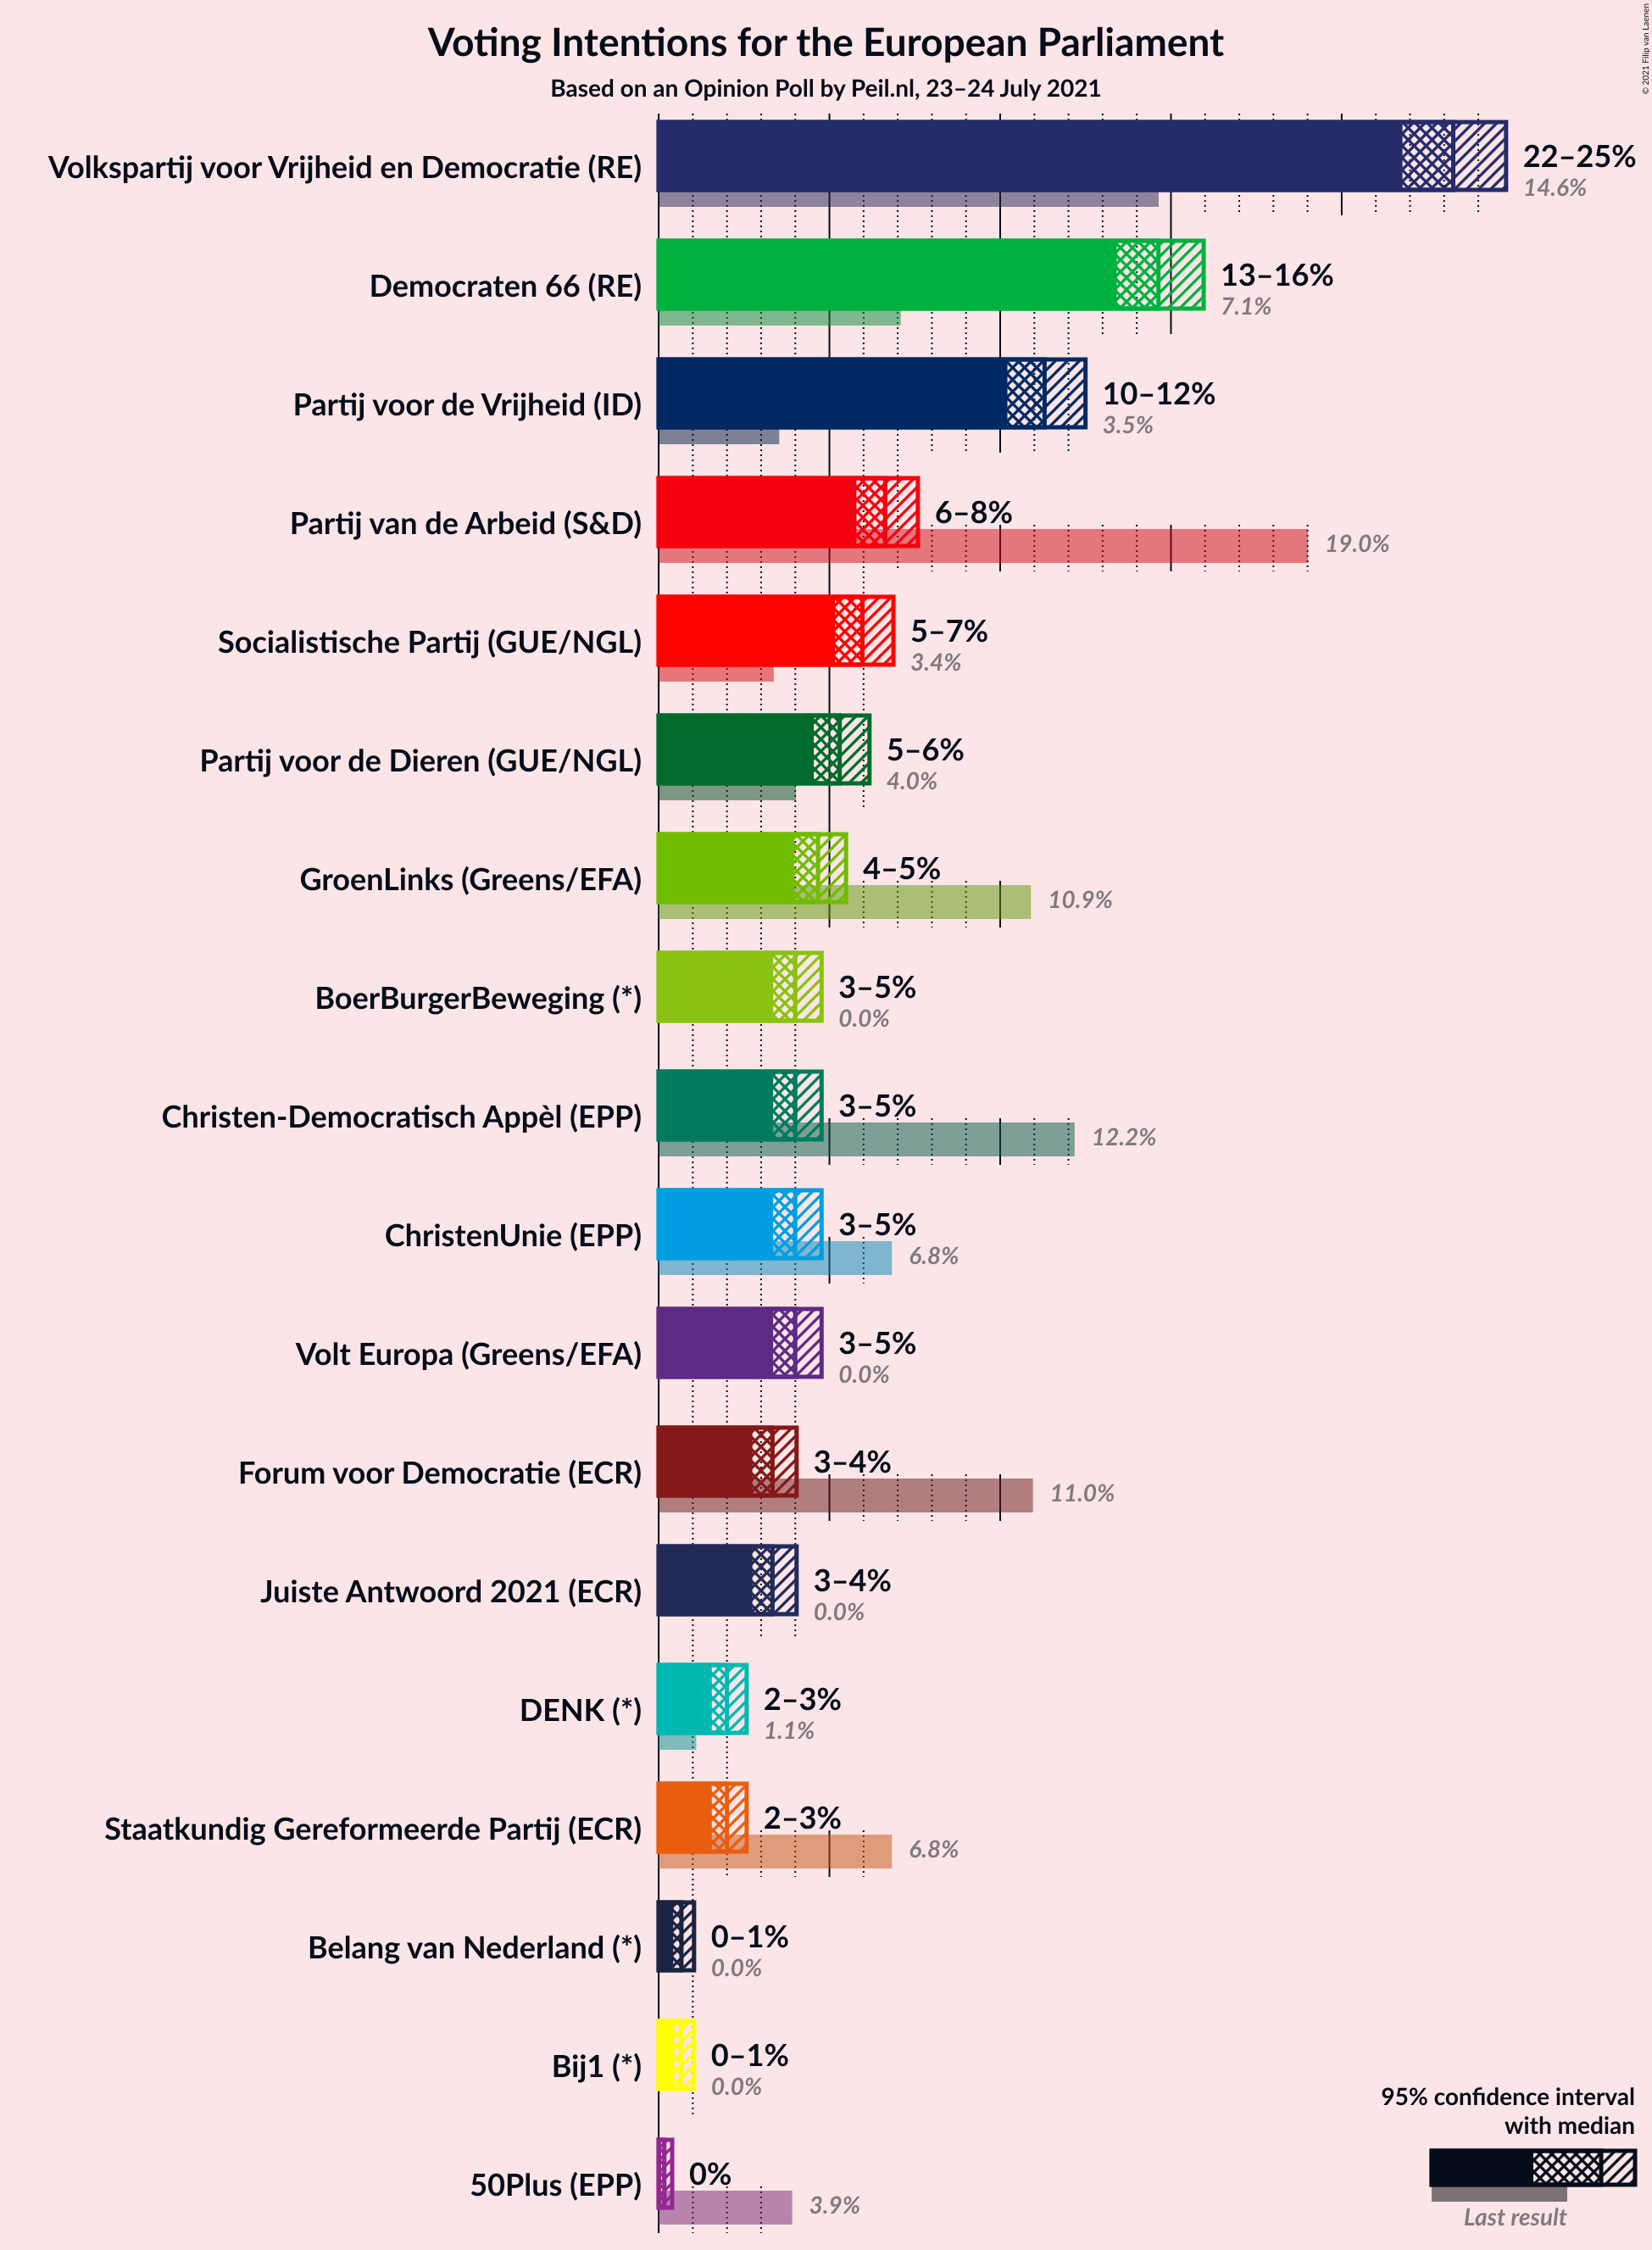 Voting Intentions for the European Parliament
Based on an Opinion Poll by Peil.nl, 23–24 July 2021
© 2021 Filip van Laenen
Volkspartij voor Vrijheid en Democratie (RE)
22–25%
14.6%
Democraten 66 (RE)
13–16%
7.1%
Partij voor de Vrijheid (ID)
10–12%
3.5%
Partij van de Arbeid (S&D)
6–8%
19.0%
Socialistische Partij (GUE/NGL)
5–7%
3.4%
Partij voor de Dieren (GUE/NGL)
5–6%
4.0%
GroenLinks (Greens/EFA)
4–5%
10.9%
BoerBurgerBeweging (*)
3–5%
0.0%
Christen-Democratisch Appèl (EPP)
3–5%
12.2%
ChristenUnie (EPP)
3–5%
6.8%
Volt Europa (Greens/EFA)
3–5%
0.0%
Forum voor Democratie (ECR)
3–4%
11.0%
Juiste Antwoord 2021 (ECR)
3–4%
0.0%
DENK (*)
2–3%
1.1%
Staatkundig Gereformeerde Partij (ECR)
2–3%
6.8%
Belang van Nederland (*)
0–1%
0.0%
Bij1 (*)
0–1%
0.0%
50Plus (EPP)
0%
3.9%
95% confidence interval
with median
Last result